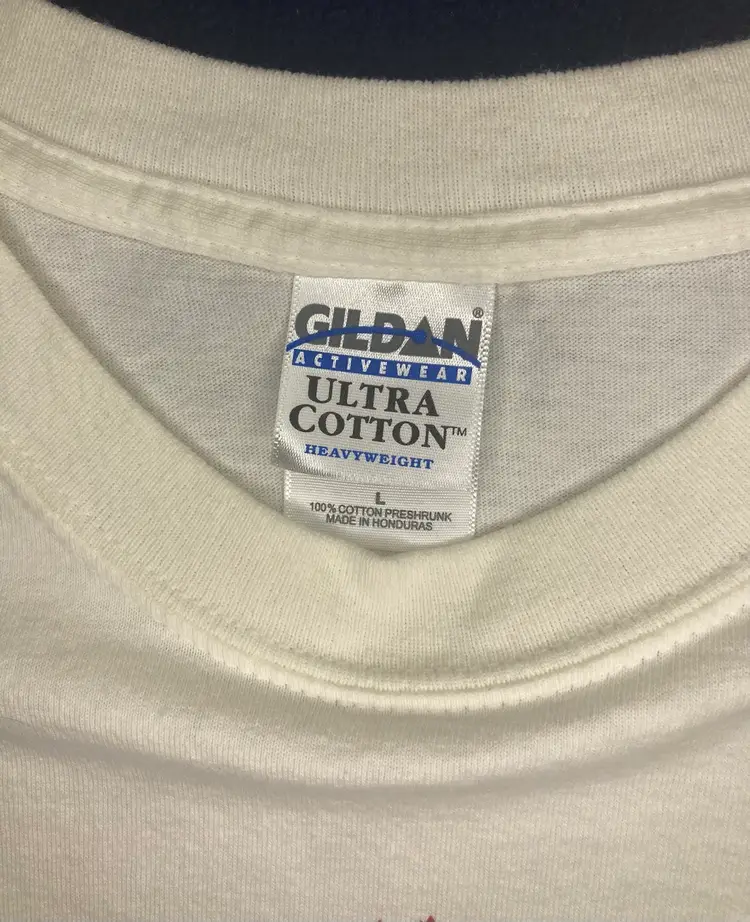 GILDAN®
ACTIVEWEAR
ULTRA
COTTON™
HEAVYWEIGHT
L
100% COTTON PRESHRUNK
MADE IN HONDURAS